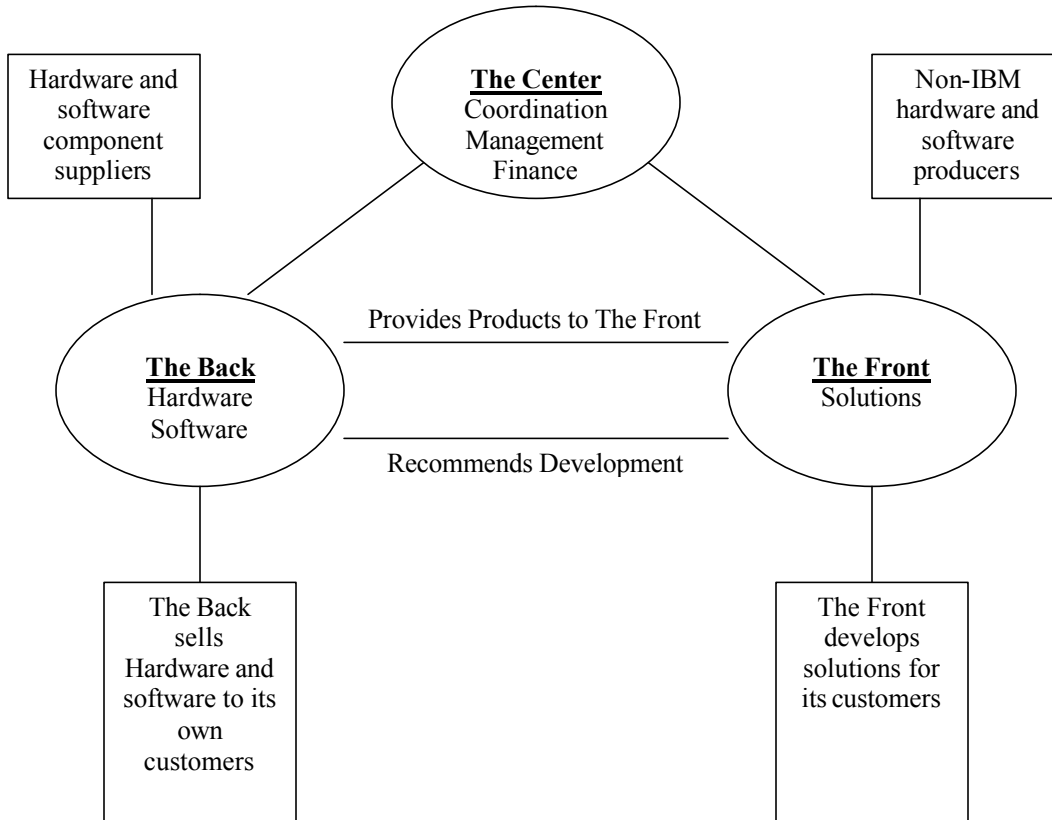 Hardware and
software
component
suppliers
The Center
Coordination
Management
Finance
Non-IBM
hardware and
software
producers
Provides Products to The Front
The Back
Hardware
Software
The Front
Solutions
Recommends Development
The Back
sells
Hardware and
software to its
own
customers
The Front
develops
solutions for
its customers